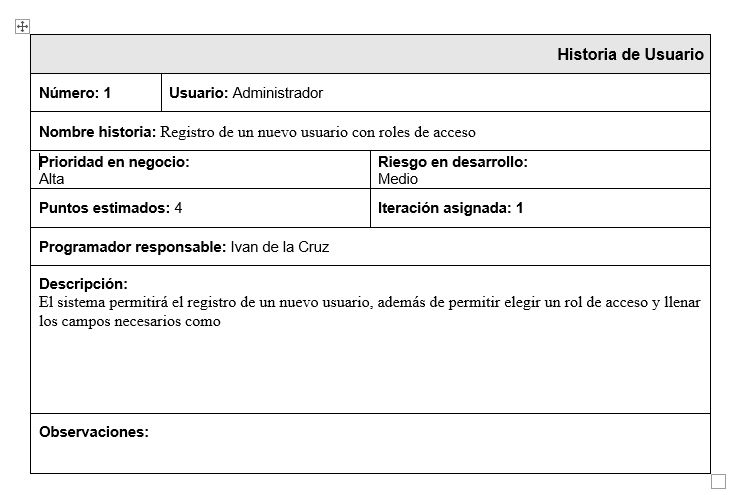 Historia de Usuario
Número: 1
Usuario: Administrador
Nombre historia: Registro de un nuevo usuario con roles de acceso
Prioridad en negocio:
Alta
Riesgo en desarrollo:
Medio
Puntos estimados: 4
Iteración asignada: 1
Programador responsable: Ivan de la Cruz
Descripción:
El sistema permitirá el registro de un nuevo usuario, además de permitir elegir un rol de acceso y llenar
los campos necesarios como
Observaciones: